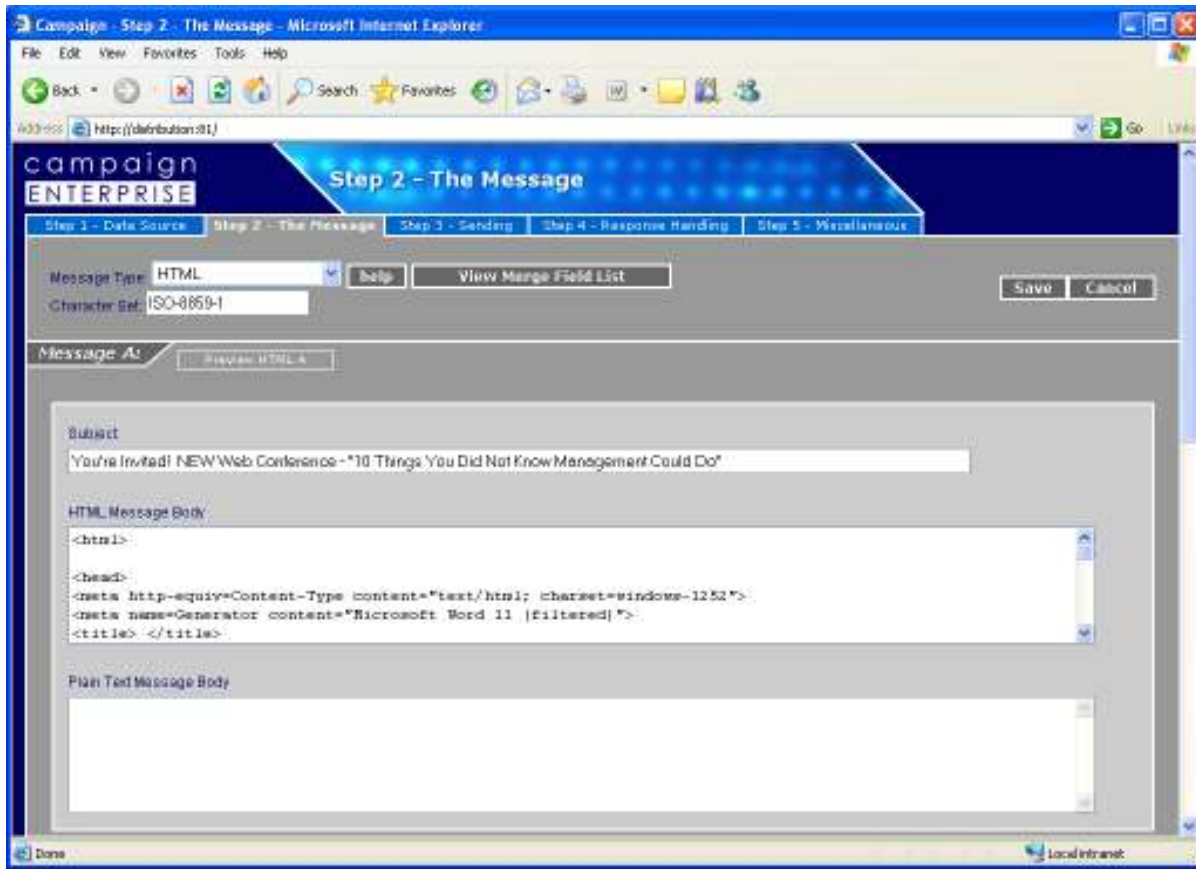 Campaign - Step 2 - The Message - Microsoft Internet Explorer
File Edit View Favorites Tools Help
Back Search Favorites
Address http://distribution:81/ Go Links
campaign
ENTERPRISE
Step 2 - The Message
Step 1 - Data Source Step 2 - The Message Step 3 - Sending Step 4 - Response Handling Step 5 - Miscellaneous
Message Type: HTML help View Merge Field List
Save Cancel
Character Set: ISO-8859-1
Message A: Preview HTML A
Subject
You're Invited! NEW Web Conference - "10 Things You Did Not Know Management Could Do"
HTML Message Body
<html>
<head>
<meta http-equiv=Content-Type content="text/html; charset=windows-1252">
<meta name=Generator content="Microsoft Word 11 (filtered)">
<title> </title>
Plain Text Message Body
Done Local intranet